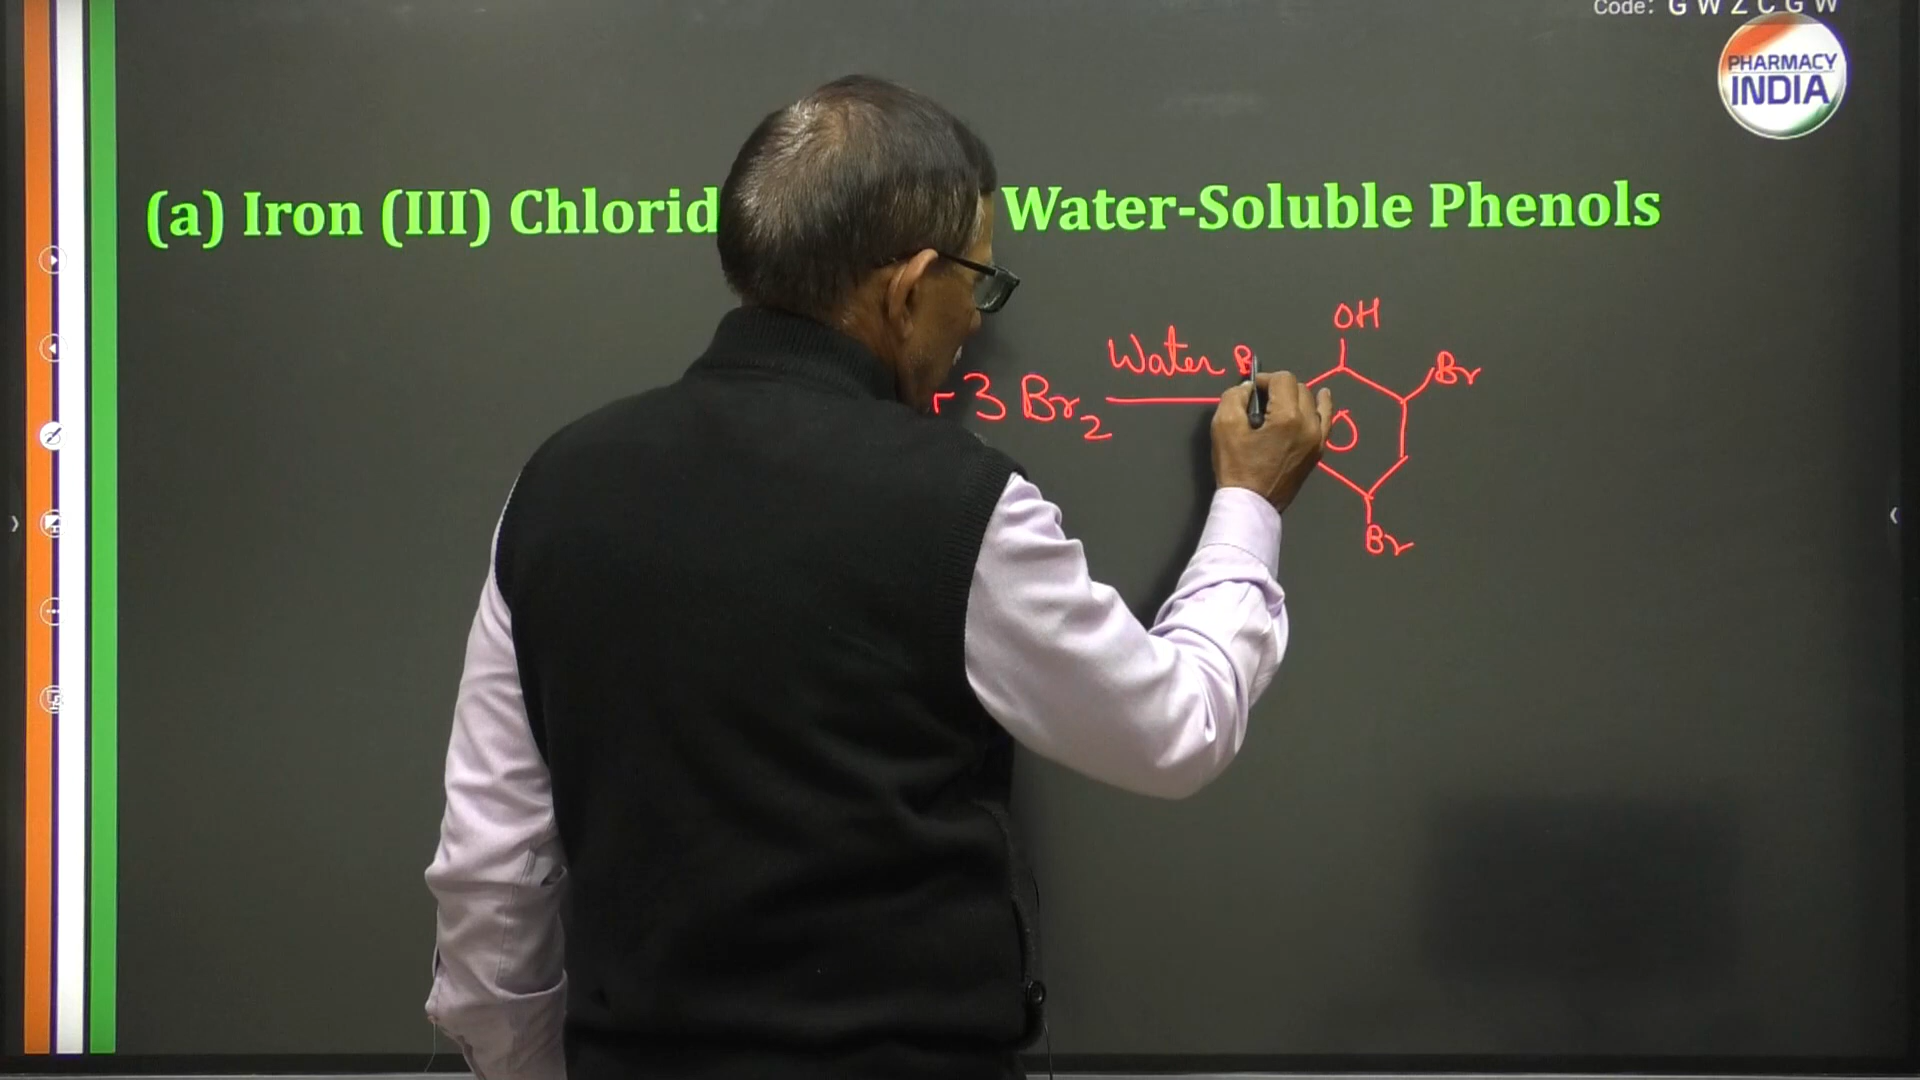 Code: G W Z C G W
PHARMACY
INDIA
(a) Iron (III) Chlorid Water-Soluble Phenols
OH
Water B
Br
+ 3 Br2
Br